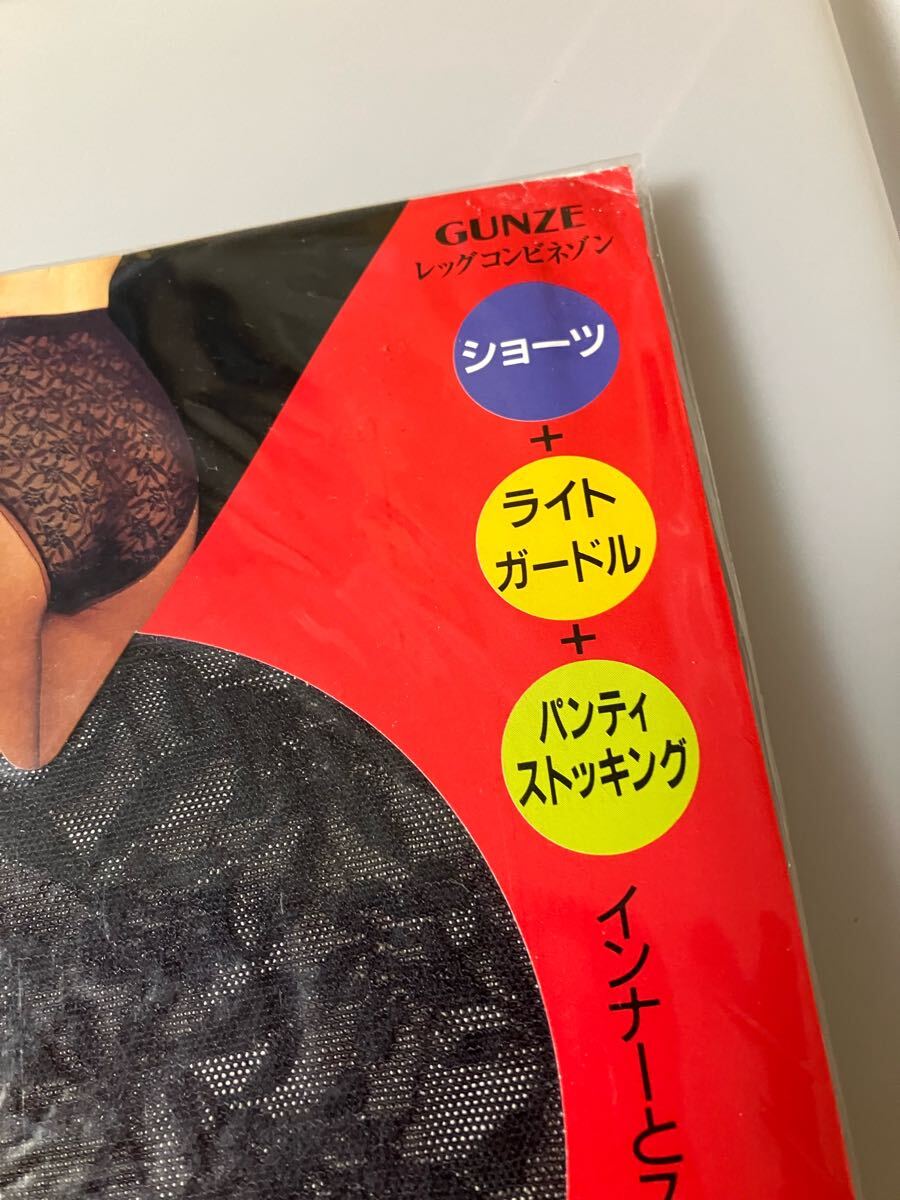 GUNZE
レッグコンビネゾン
ショーツ
+
ライト
ガードル
+
パンティ
ストッキング
インナーとス